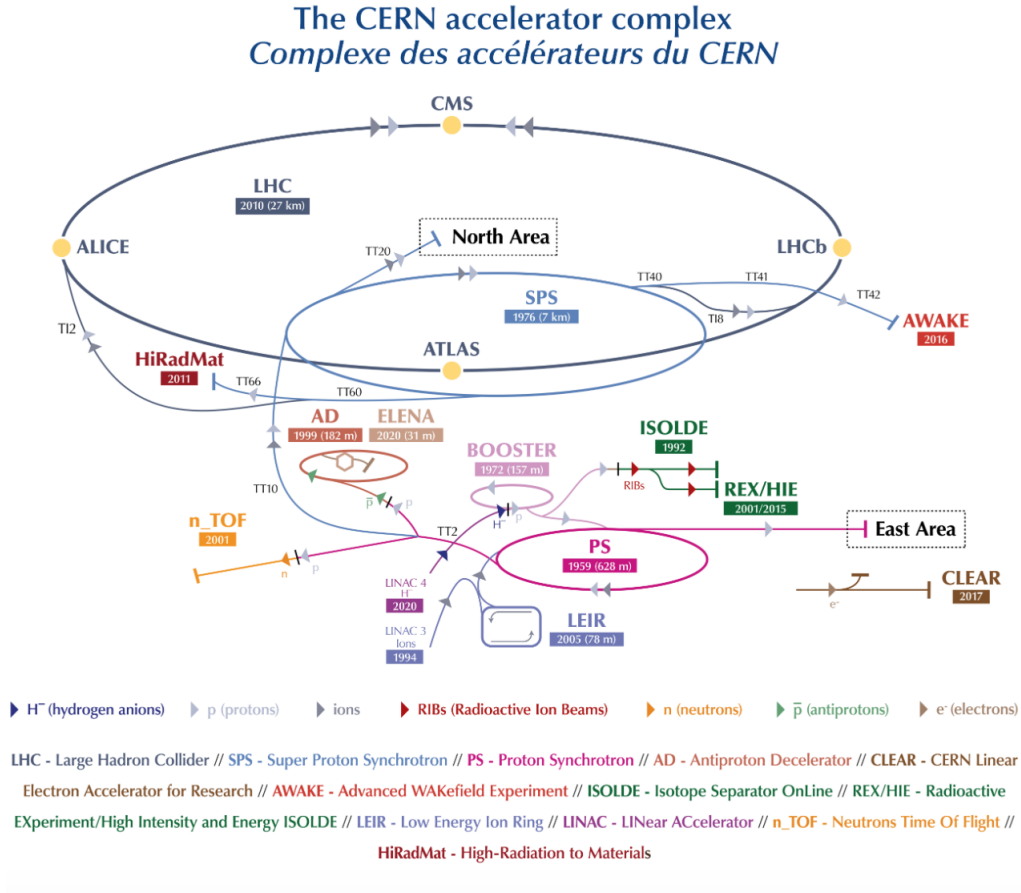 The CERN accelerator complex
Complexe des accélérateurs du CERN
CMS
LHC
2010 (27 km)
North Area
TT20
ALICE
LHCb
TT40
TT41
SPS
1976 (7 km)
TT42
TI8
AWAKE
2016
TI2
ATLAS
HiRadMat
2011
TT66
TT60
AD
1999 (182 m)
ELENA
2020 (31 m)
ISOLDE
1992
BOOSTER
1972 (157 m)
RIBs
REX/HIE
2001/2015
TT10
p̅
p
H⁻
p
n_TOF
2001
TT2
East Area
PS
1959 (628 m)
n
p
LINAC 4
H⁻
2020
CLEAR
2017
e⁻
LINAC 3
Ions
1994
LEIR
2005 (78 m)
H⁻ (hydrogen anions)
p (protons)
ions
RIBs (Radioactive Ion Beams)
n (neutrons)
p̅ (antiprotons)
e⁻ (electrons)
LHC - Large Hadron Collider // SPS - Super Proton Synchrotron // PS - Proton Synchrotron // AD - Antiproton Decelerator // CLEAR - CERN Linear
Electron Accelerator for Research // AWAKE - Advanced WAKefield Experiment // ISOLDE - Isotope Separator OnLine // REX/HIE - Radioactive
EXperiment/High Intensity and Energy ISOLDE // LEIR - Low Energy Ion Ring // LINAC - LINear ACcelerator // n_TOF - Neutrons Time Of Flight //
HiRadMat - High-Radiation to Materials